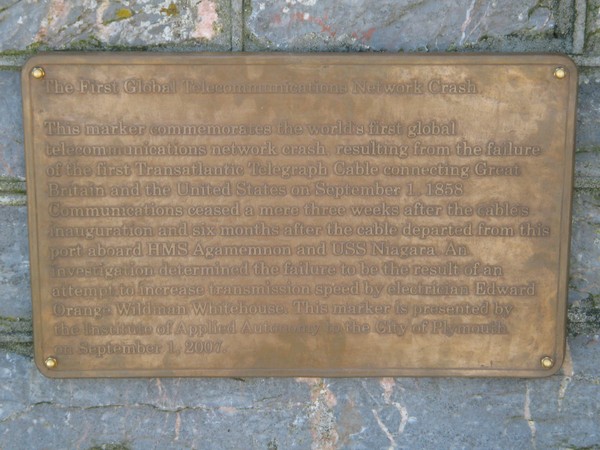 The First Global Telecommunications Network Crash.
This marker commemorates the world's first global
telecommunications network crash, resulting from the failure
of the first Transatlantic Telegraph Cable connecting Great
Britain and the United States on September 1, 1858.
Communications ceased a mere three weeks after the cable's
inauguration and six months after the cable departed from this
port aboard HMS Agamemnon and USS Niagara. An
investigation determined the failure to be the result of an
attempt to increase transmission speed by electrician Edward
Orange Wildman Whitehouse. This marker is presented by
the Institute of Applied Autonomy to the City of Plymouth,
on September 1, 2007.